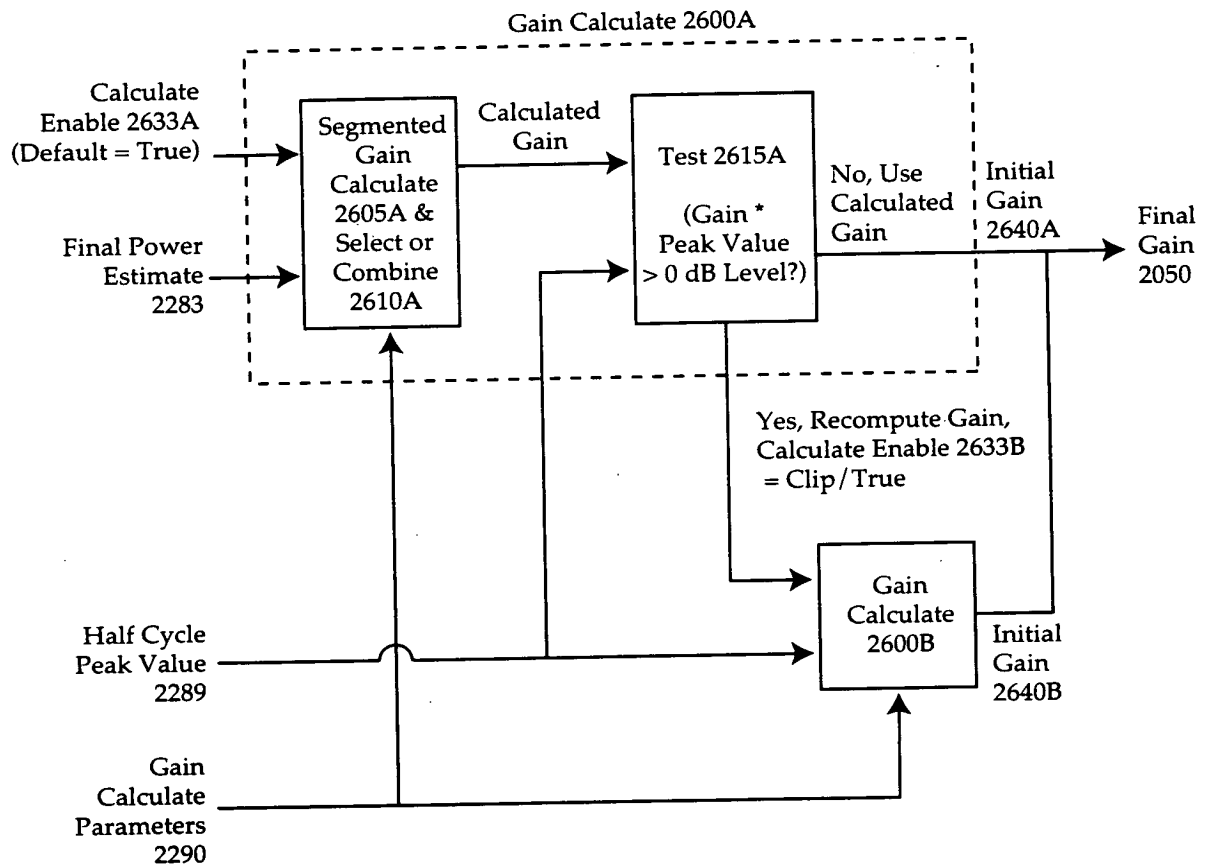 Gain Calculate 2600A
Calculate
Enable 2633A
(Default = True)
Final Power
Estimate
2283
Segmented
Gain
Calculate
2605A &
Select or
Combine
2610A
Calculated
Gain
Test 2615A
(Gain *
Peak Value
> 0 dB Level?)
No, Use
Calculated
Gain
Initial
Gain
2640A
Final
Gain
2050
Yes, Recompute Gain,
Calculate Enable 2633B
= Clip/True
Half Cycle
Peak Value
2289
Gain
Calculate
2600B
Initial
Gain
2640B
Gain
Calculate
Parameters
2290